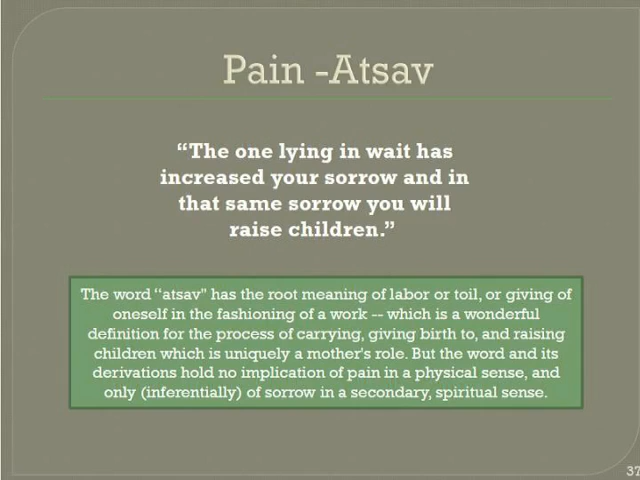 Pain -Atsav
“The one lying in wait has
increased your sorrow and in
that same sorrow you will
raise children.”
The word “atsav” has the root meaning of labor or toil, or giving of
oneself in the fashioning of a work -- which is a wonderful
definition for the process of carrying, giving birth to, and raising
children which is uniquely a mother's role. But the word and its
derivations hold no implication of pain in a physical sense, and
only (inferentially) of sorrow in a secondary, spiritual sense.
37